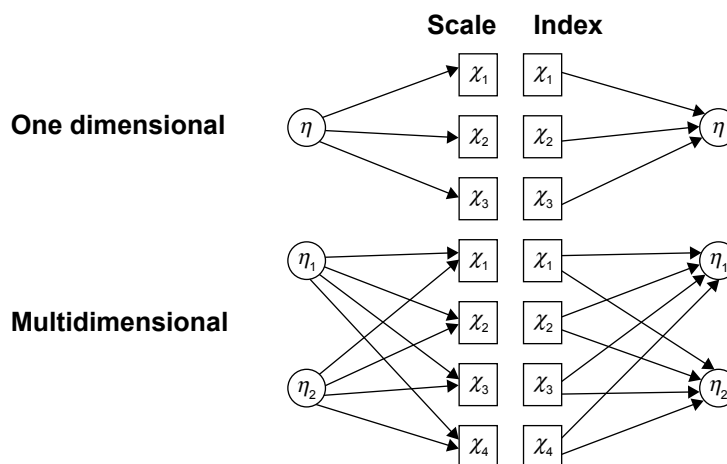 Scale Index
χ₁ χ₁
One dimensional η χ₂ χ₂ η
χ₃ χ₃
η₁ χ₁ χ₁ η₁
Multidimensional χ₂ χ₂
η₂ χ₃ χ₃ η₂
χ₄ χ₄